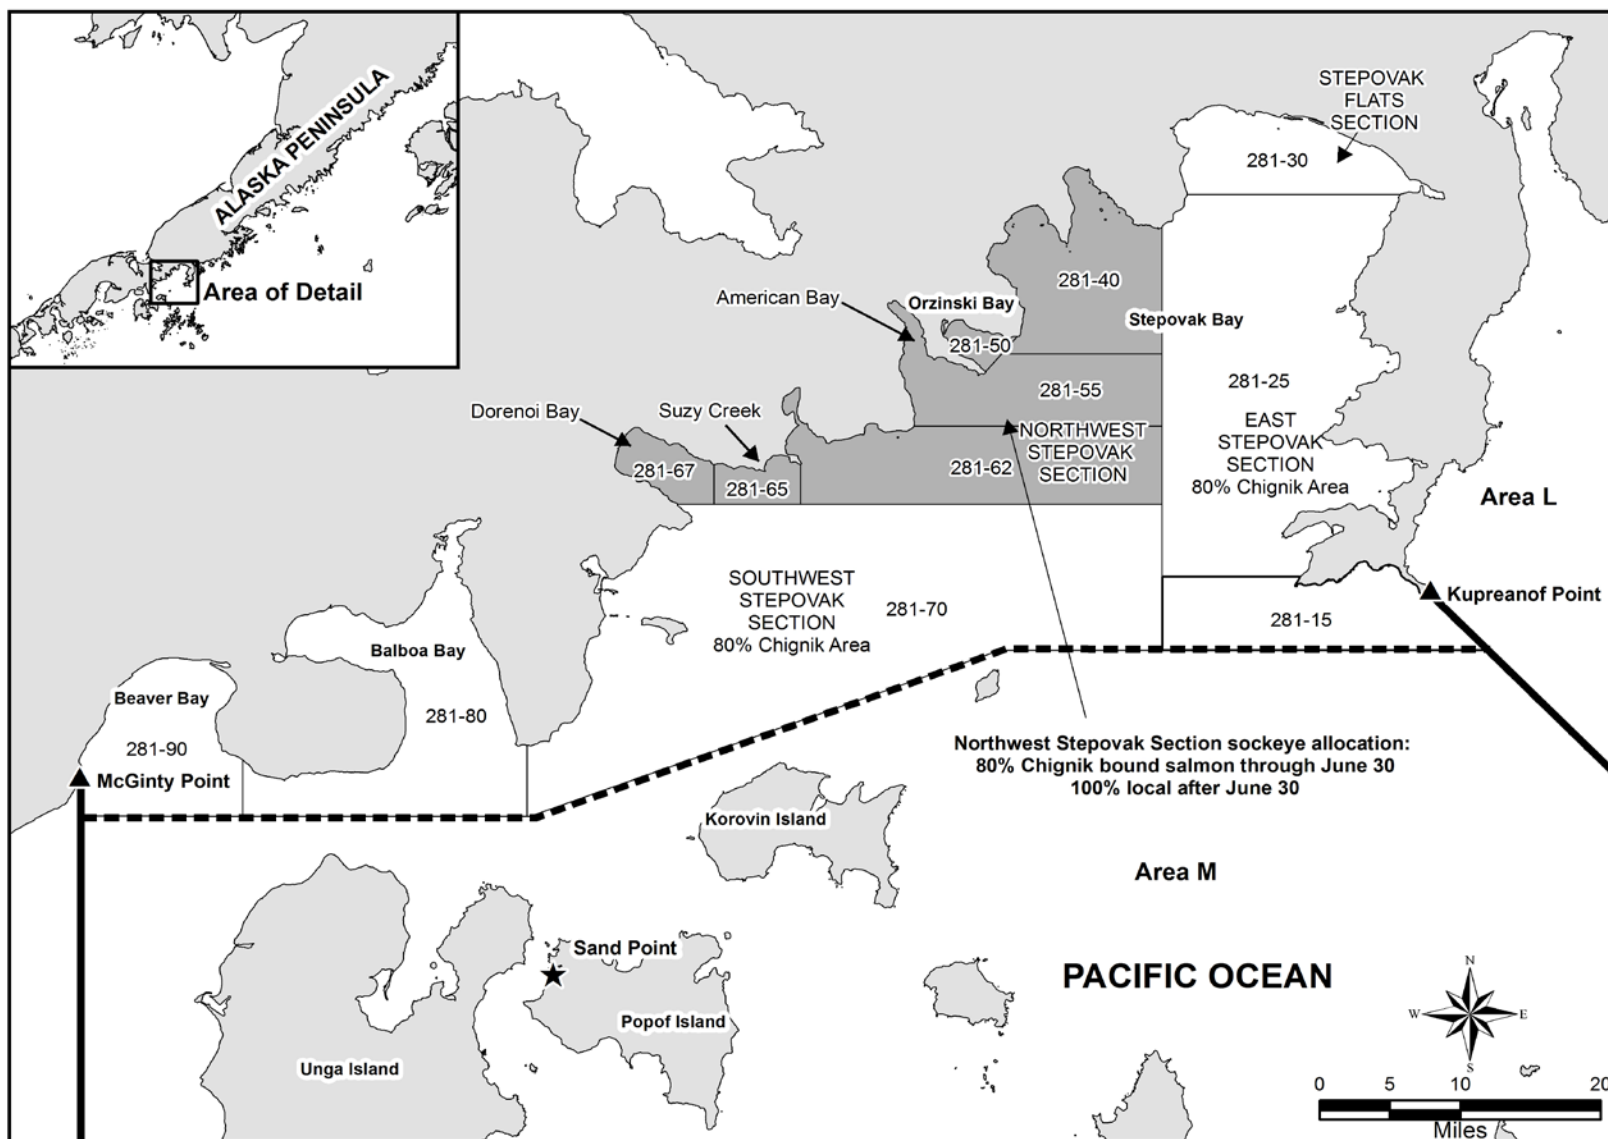 ALASKA PENINSULA
Area of Detail
STEPOVAK
FLATS
SECTION
281-30
281-40
American Bay
Orzinski Bay
281-50
Stepovak Bay
281-55
281-25
Dorenoi Bay
Suzy Creek
NORTHWEST
STEPOVAK
SECTION
EAST
STEPOVAK
SECTION
80% Chignik Area
281-67
281-65
281-62
Area L
SOUTHWEST
STEPOVAK
SECTION
80% Chignik Area
281-70
Kupreanof Point
281-15
Balboa Bay
Beaver Bay
281-80
281-90
McGinty Point
Northwest Stepovak Section sockeye allocation:
80% Chignik bound salmon through June 30
100% local after June 30
Korovin Island
Area M
Sand Point
PACIFIC OCEAN
Popof Island
Unga Island
N
W
E
S
0 5 10 20
Miles